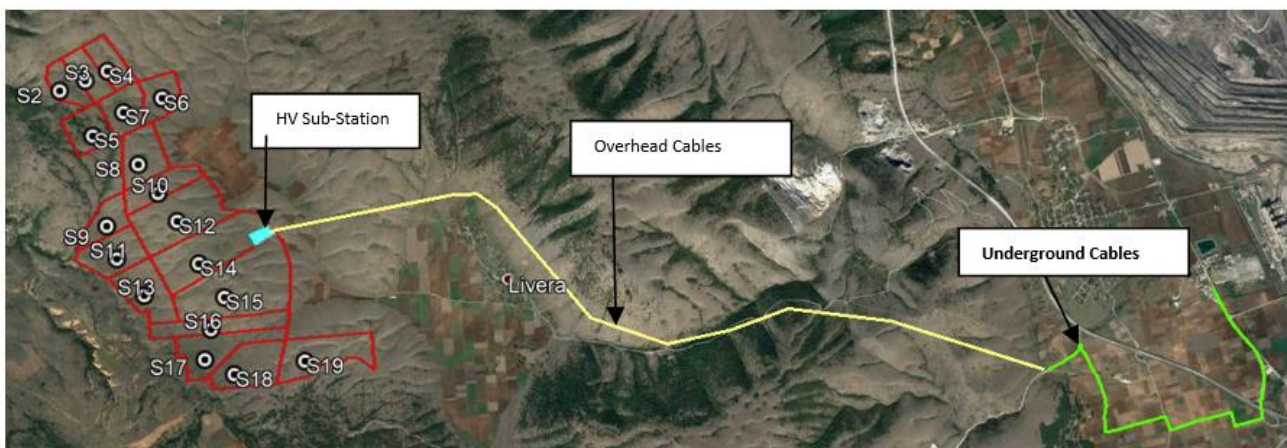 S3
S4
S2
S6
S7
S5
S8
S10
S9
S12
S11
S14
S13
S15
S16
S17
S18
S19
HV Sub-Station
Overhead Cables
Livera
Underground Cables